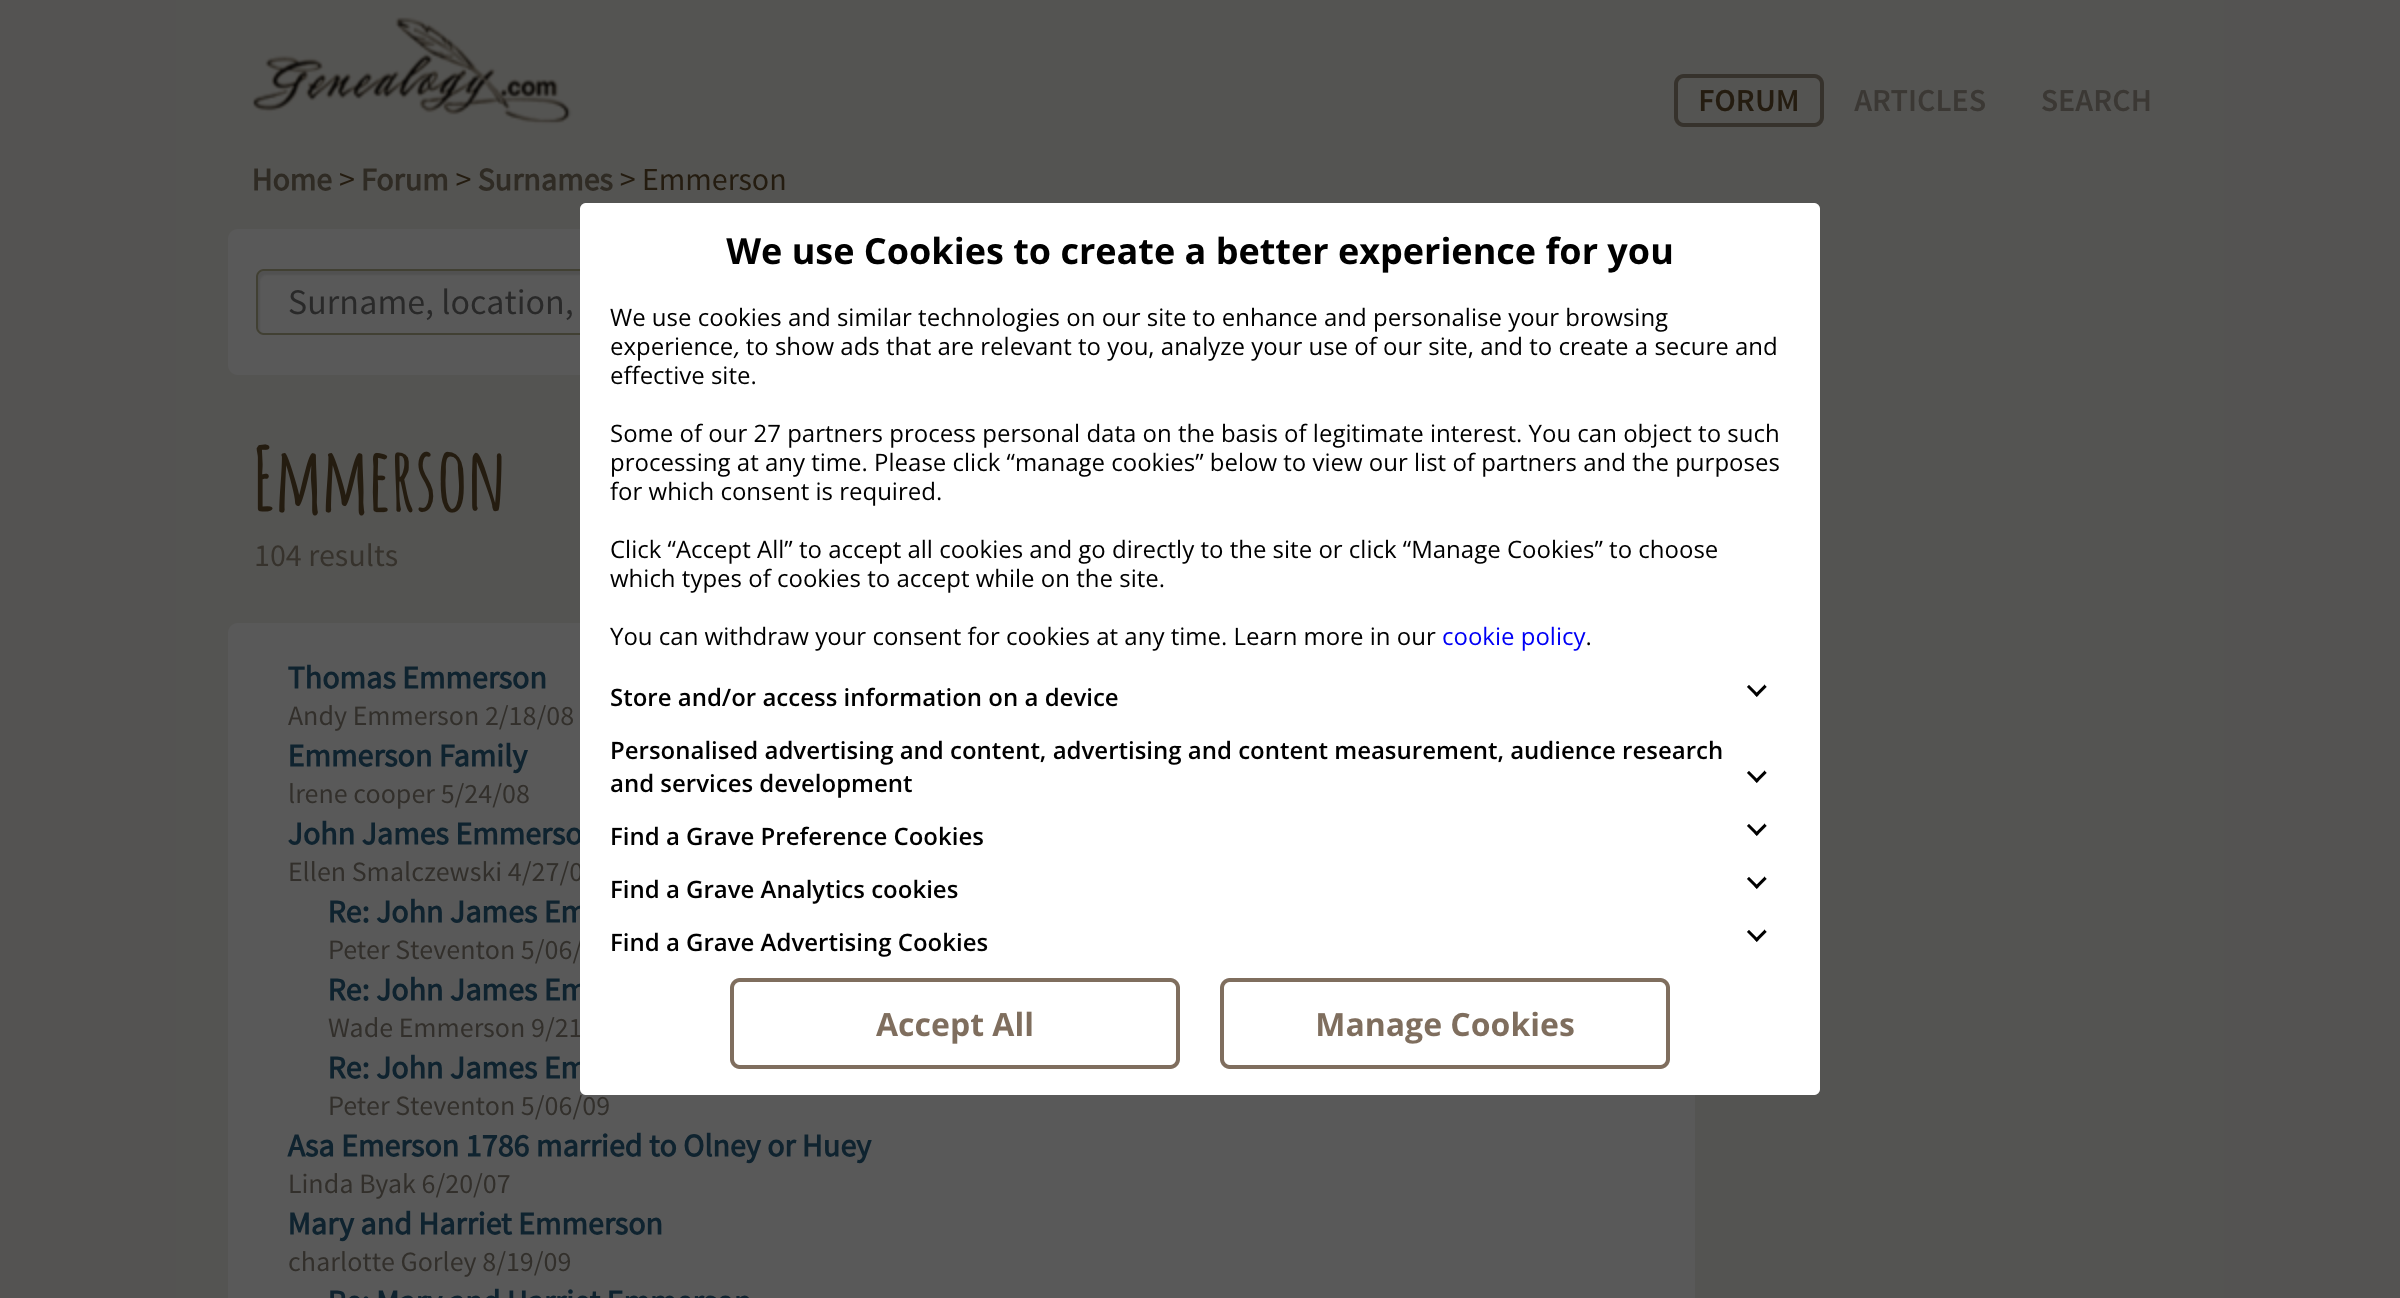 Genealogy.com
FORUM
ARTICLES
SEARCH
Home > Forum > Surnames > Emmerson
Surname, location,
Emmerson
104 results
We use Cookies to create a better experience for you
We use cookies and similar technologies on our site to enhance and personalise your browsing
experience, to show ads that are relevant to you, analyze your use of our site, and to create a secure and
effective site.
Some of our 27 partners process personal data on the basis of legitimate interest. You can object to such
processing at any time. Please click “manage cookies” below to view our list of partners and the purposes
for which consent is required.
Click “Accept All” to accept all cookies and go directly to the site or click “Manage Cookies” to choose
which types of cookies to accept while on the site.
You can withdraw your consent for cookies at any time. Learn more in our cookie policy.
Store and/or access information on a device
Personalised advertising and content, advertising and content measurement, audience research
and services development
Find a Grave Preference Cookies
Find a Grave Analytics cookies
Find a Grave Advertising Cookies
Accept All
Manage Cookies
Thomas Emmerson
Andy Emmerson 2/18/08
Emmerson Family
lrene cooper 5/24/08
John James Emmerso
Ellen Smalczewski 4/27/0
Re: John James Em
Peter Steventon 5/06/
Re: John James Em
Wade Emmerson 9/21
Re: John James Em
Peter Steventon 5/06/09
Asa Emerson 1786 married to Olney or Huey
Linda Byak 6/20/07
Mary and Harriet Emmerson
charlotte Gorley 8/19/09
Re: Mary and Harriet Emmerson